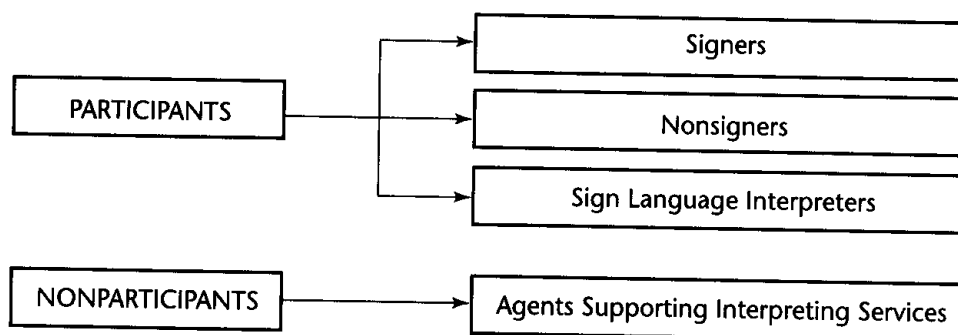 Signers
PARTICIPANTS
Nonsigners
Sign Language Interpreters
NONPARTICIPANTS
Agents Supporting Interpreting Services